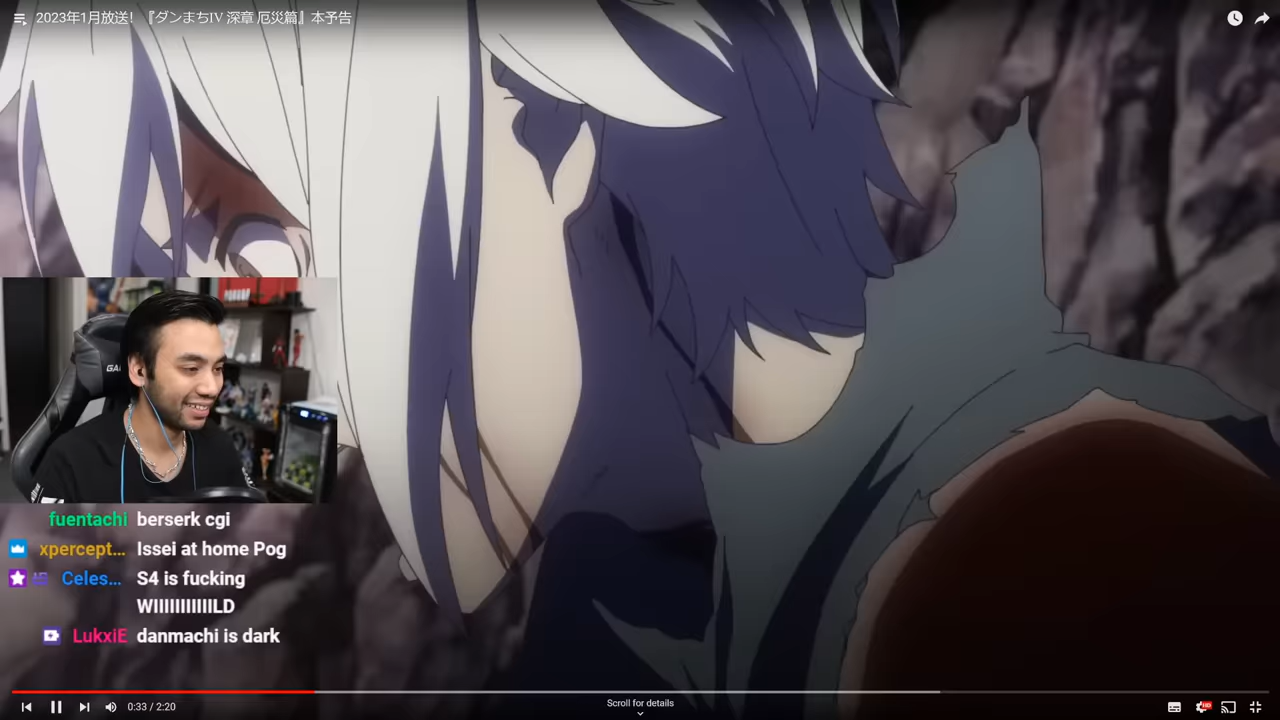 2023年1月放送！『ダンまちIV 深章 厄災篇』本予告
GA
fuentachi berserk cgi
xpercept... Issei at home Pog
Celes... S4 is fucking
WIIIIIIIIIIILD
LukxiE danmachi is dark
0:33 / 2:20
Scroll for details
HD